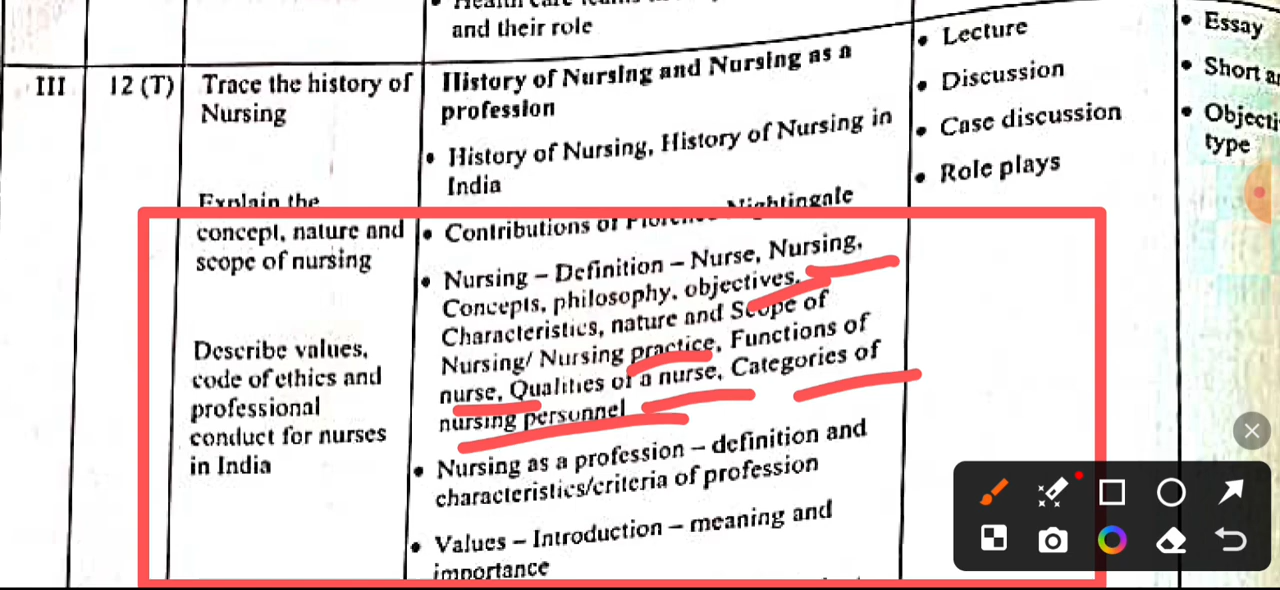 Health care
and their role
III
12 (T)
Trace the history of
Nursing
Explain the
concept, nature and
scope of nursing
Describe values,
code of ethics and
professional
conduct for nurses
in India
History of Nursing and Nursing as a
profession
• History of Nursing, History of Nursing in
India
• Contributions of Florence Nightingale
• Nursing – Definition – Nurse, Nursing,
Concepts, philosophy, objectives,
Characteristics, nature and Scope of
Nursing/ Nursing practice, Functions of
nurse, Qualities of a nurse, Categories of
nursing personnel
• Nursing as a profession – definition and
characteristics/criteria of profession
• Values – Introduction – meaning and
importance
• Lecture
• Discussion
• Case discussion
• Role plays
• Essay
• Short
• Objecti
type